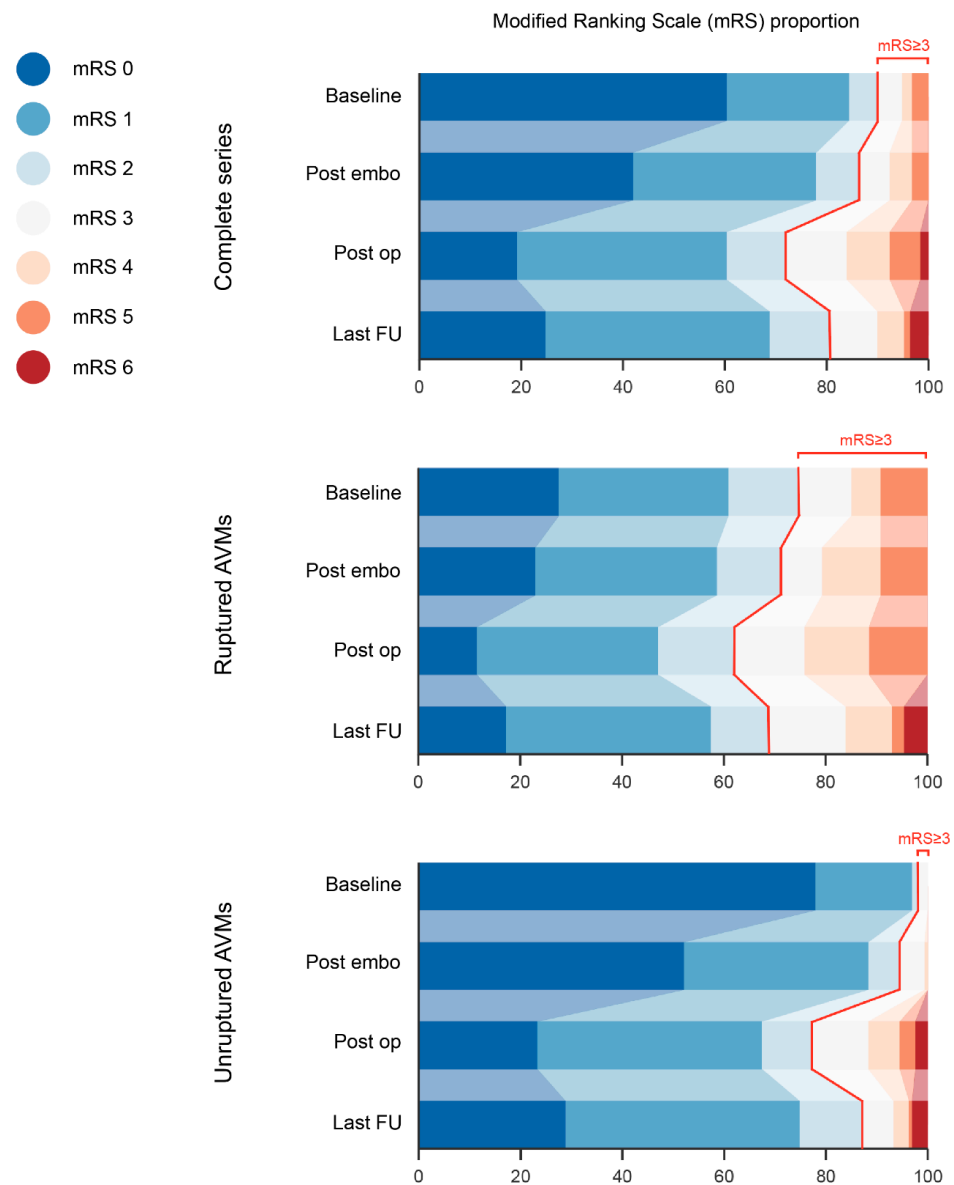 Modified Ranking Scale (mRS) proportion
mRS 0
mRS 1
mRS 2
mRS 3
mRS 4
mRS 5
mRS 6
Complete series
mRS≥3
Baseline
Post embo
Post op
Last FU
0 20 40 60 80 100
Ruptured AVMs
mRS≥3
Baseline
Post embo
Post op
Last FU
0 20 40 60 80 100
Unruptured AVMs
mRS≥3
Baseline
Post embo
Post op
Last FU
0 20 40 60 80 100